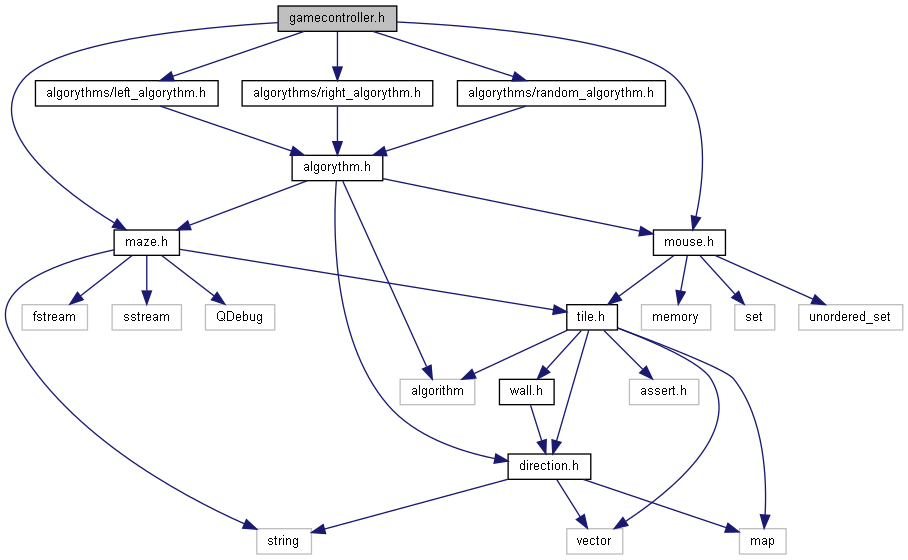 gamecontroller.h
algorythms/left_algorythm.h
algorythms/right_algorythm.h
algorythms/random_algorythm.h
algorythm.h
maze.h
mouse.h
fstream
sstream
QDebug
tile.h
memory
set
unordered_set
algorithm
wall.h
assert.h
direction.h
string
vector
map